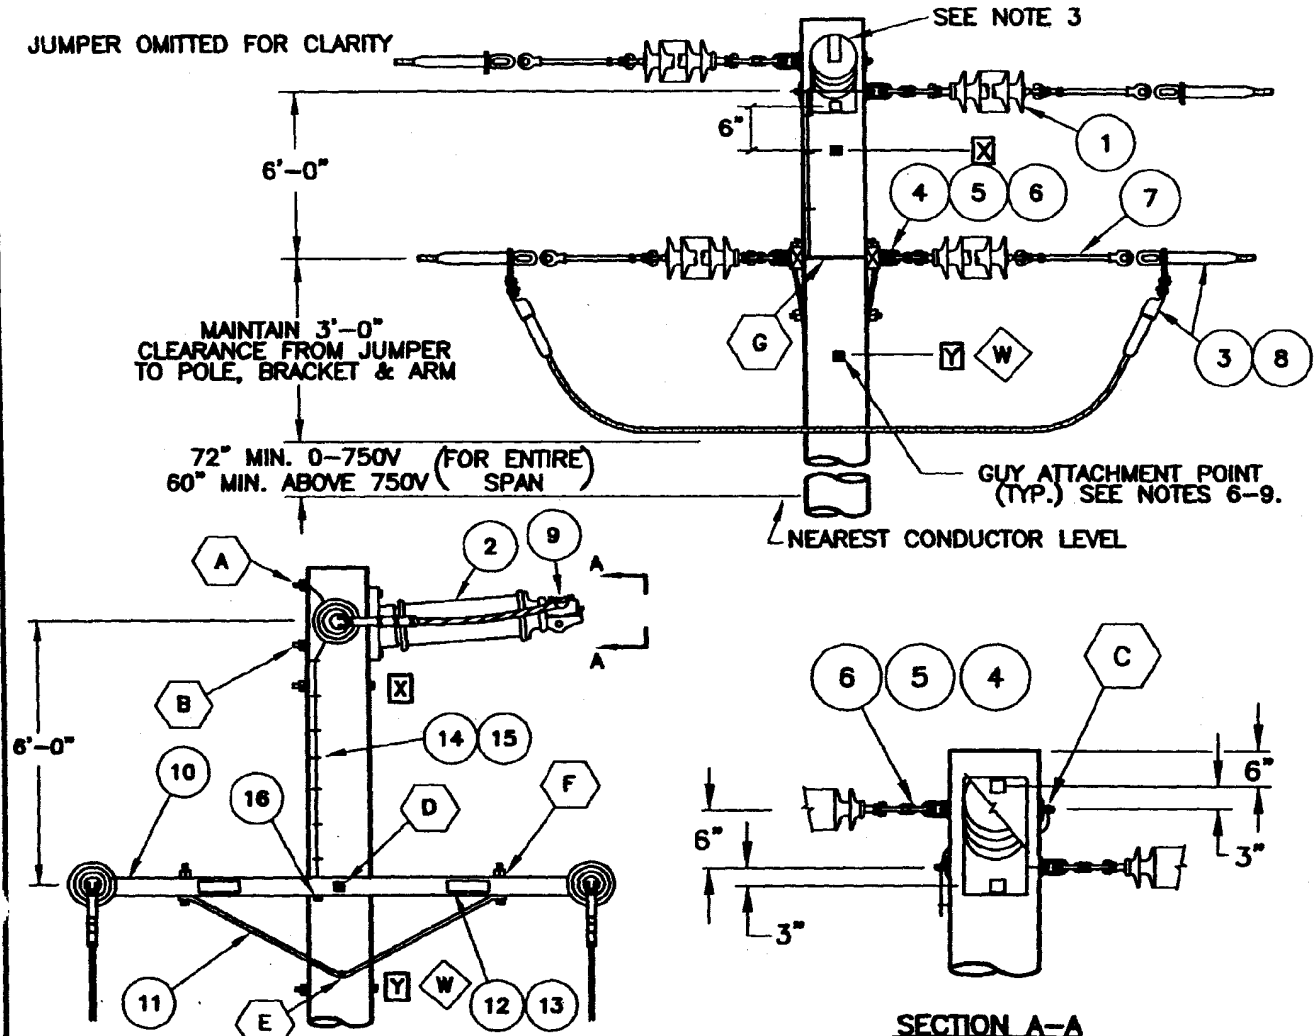 SEE NOTE 3
JUMPER OMITTED FOR CLARITY
6"
1
X
6'-0"
4 5 6
7
MAINTAIN 3'-0"
CLEARANCE FROM JUMPER
TO POLE, BRACKET & ARM
G
Y W
3 8
72" MIN. 0-750V (FOR ENTIRE)
60" MIN. ABOVE 750V SPAN
GUY ATTACHMENT POINT
(TYP.) SEE NOTES 6-9.
NEAREST CONDUCTOR LEVEL
A
2
9
A
A
B
X
6'-0"
14 15
10
16
D
F
11
E
Y W
12 13
6 5 4
C
6"
6"
3"
3"
SECTION A-A